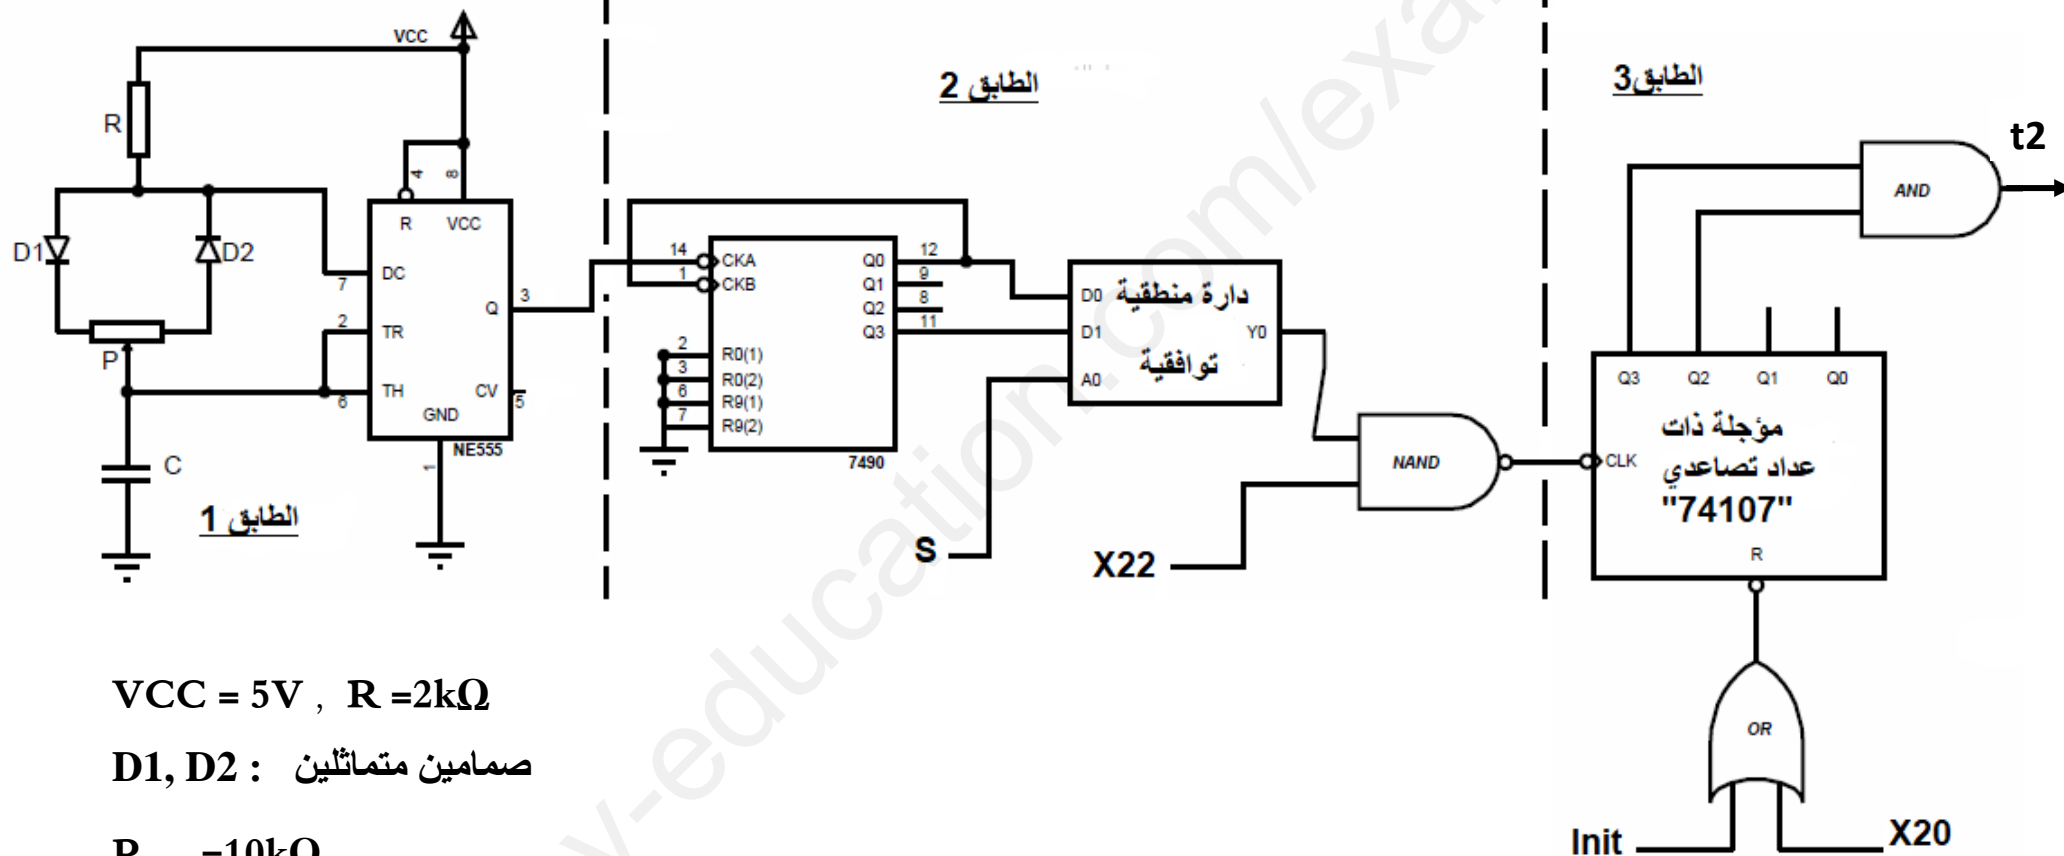 VCC
R
D1
D2
P
C
4
8
R VCC
DC
7
2
TR
TH
6
Q
3
CV
5
GND
1
NE555
الطابق 1
الطابق 2
14
CKA
1
CKB
Q0
12
Q1
9
Q2
8
Q3
11
2
R0(1)
3
R0(2)
6
R9(1)
7
R9(2)
7490
D0
D1
A0
Y0
دارة منطقية
توافقية
S
X22
NAND
الطابق3
AND
t2
Q3 Q2 Q1 Q0
CLK
مؤجلة ذات
عداد تصاعدي
"74107"
R
OR
Init
X20
VCC = 5V , R =2kΩ
D1, D2 : صمامين متماثلين
P =10kΩ
y-education.com/exa